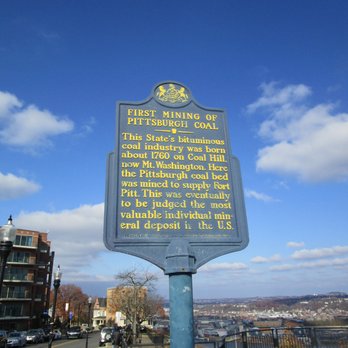 FIRST MINING OF
PITTSBURGH COAL
This State's bituminous
coal industry was born
about 1760 on Coal Hill,
now Mt. Washington. Here
the Pittsburgh coal bed
was mined to supply Fort
Pitt. This was eventually
to be judged the most
valuable individual min-
eral deposit in the U.S.